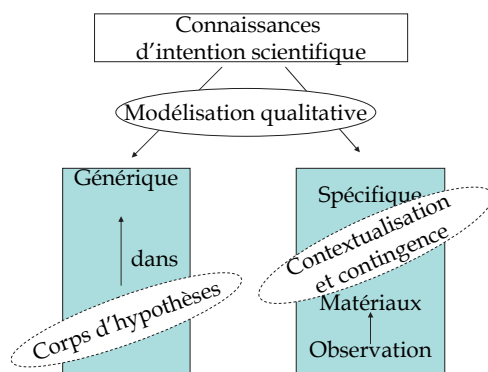 Connaissances
d'intention scientifique
Modélisation qualitative
Générique
dans
Corps d'hypothèses
Spécifique
Contextualisation
et contingence
Matériaux
Observation